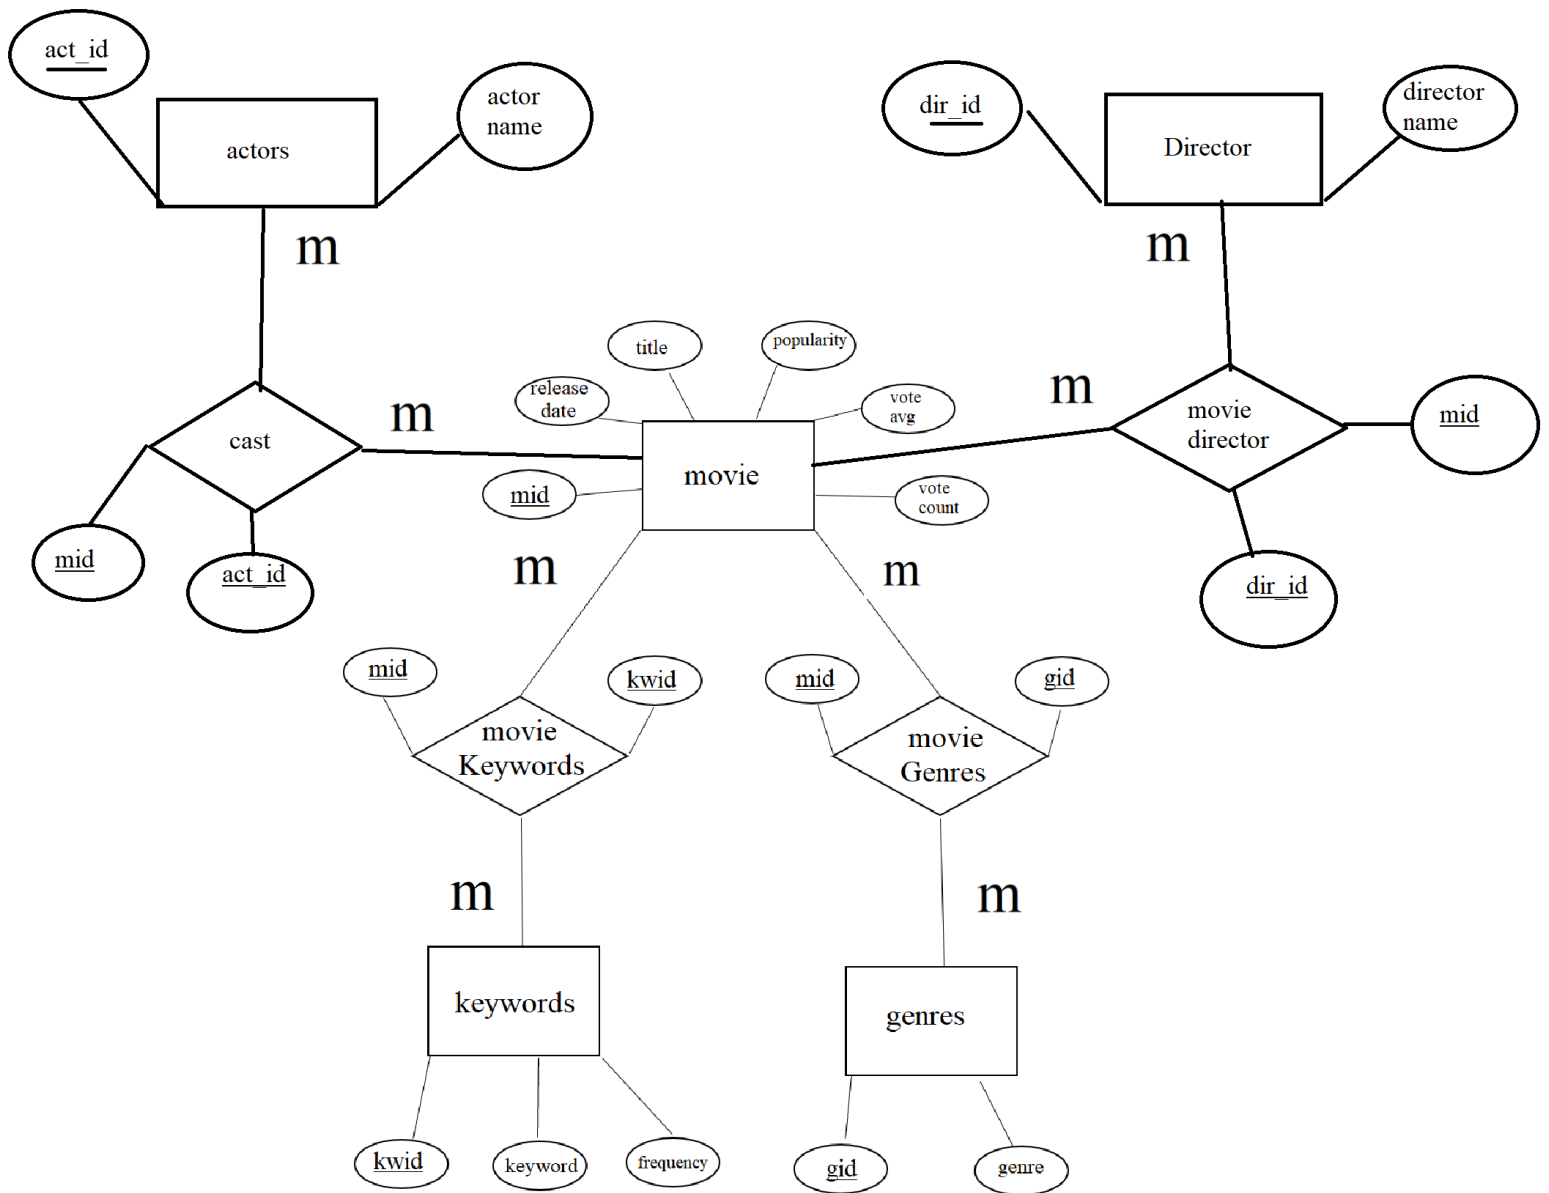 act_id
actor
name
actors
m
dir_id
director
name
Director
m
title
popularity
release
date
vote
avg
m
m
cast
movie
director
mid
movie
mid
vote
count
mid
act_id
m
m
dir_id
mid
kwid
mid
gid
movie
Keywords
movie
Genres
m
m
keywords
genres
kwid
keyword
frequency
gid
genre